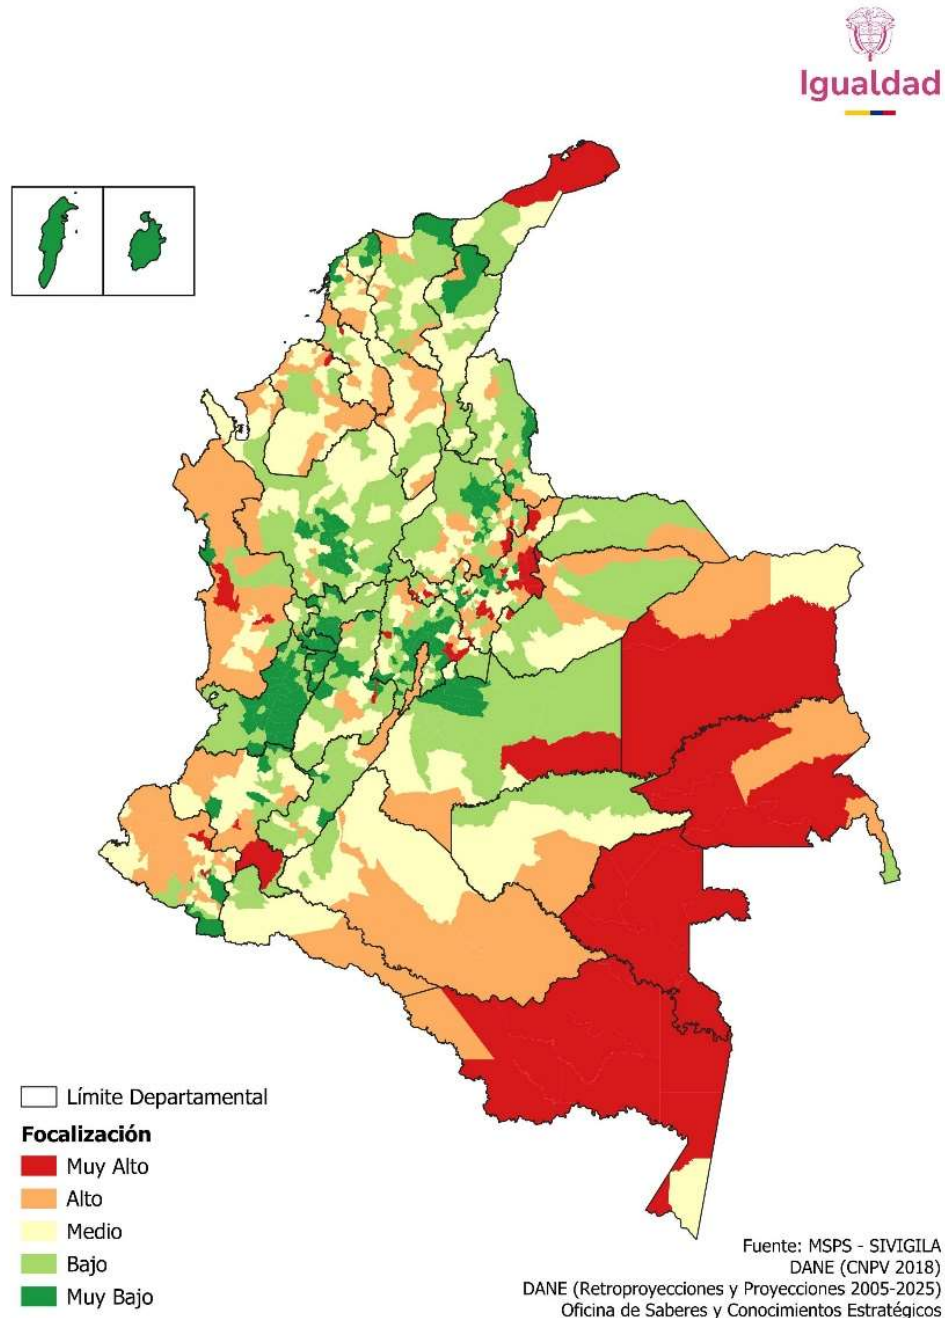 Igualdad
Límite Departamental
Focalización
Muy Alto
Alto
Medio
Bajo
Muy Bajo
Fuente: MSPS - SIVIGILA
DANE (CNPV 2018)
DANE (Retroproyecciones y Proyecciones 2005-2025)
Oficina de Saberes y Conocimientos Estratégicos